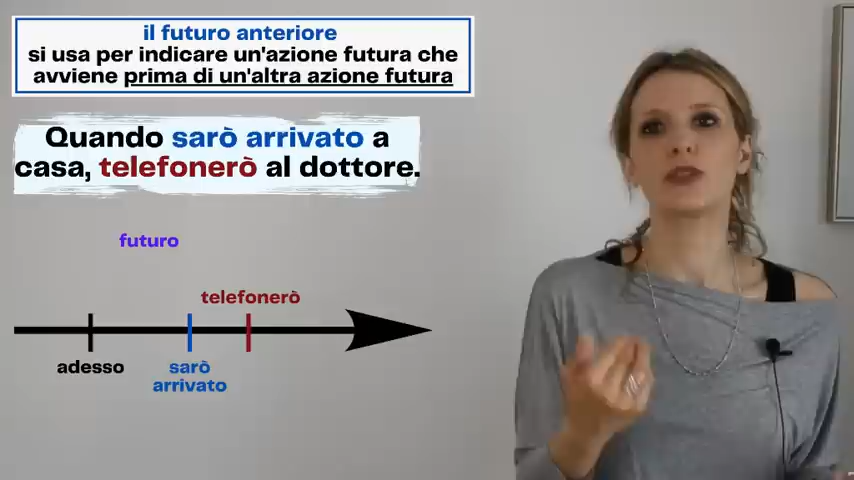 il futuro anteriore
si usa per indicare un'azione futura che
avviene prima di un'altra azione futura
Quando sarò arrivato a
casa, telefonerò al dottore.
futuro
telefonerò
adesso
sarò
arrivato